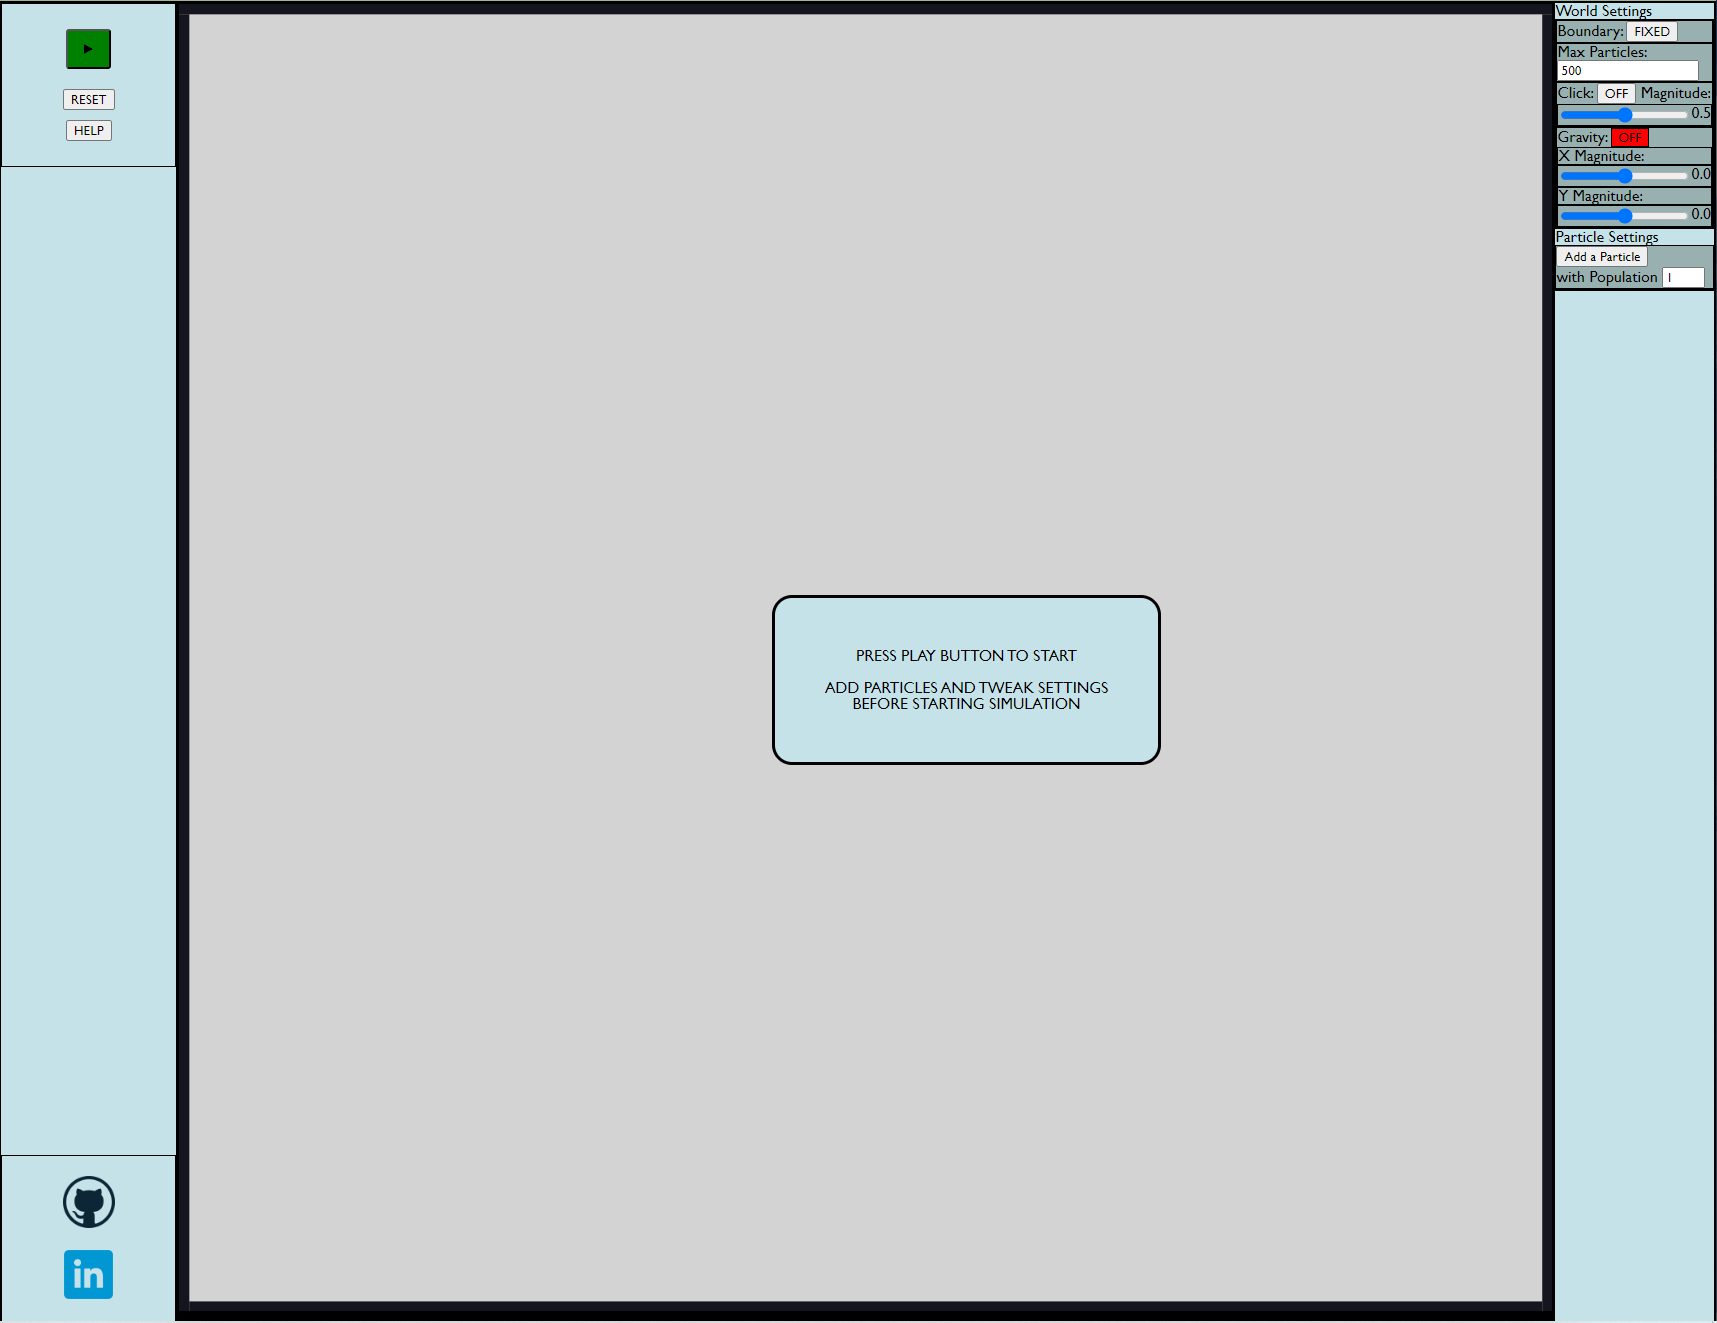 RESET
HELP
PRESS PLAY BUTTON TO START
ADD PARTICLES AND TWEAK SETTINGS
BEFORE STARTING SIMULATION
in
World Settings
Boundary: FIXED
Max Particles:
500
Click: OFF Magnitude:
0.5
Gravity: OFF
X Magnitude:
0.0
Y Magnitude:
0.0
Particle Settings
Add a Particle
with Population 1